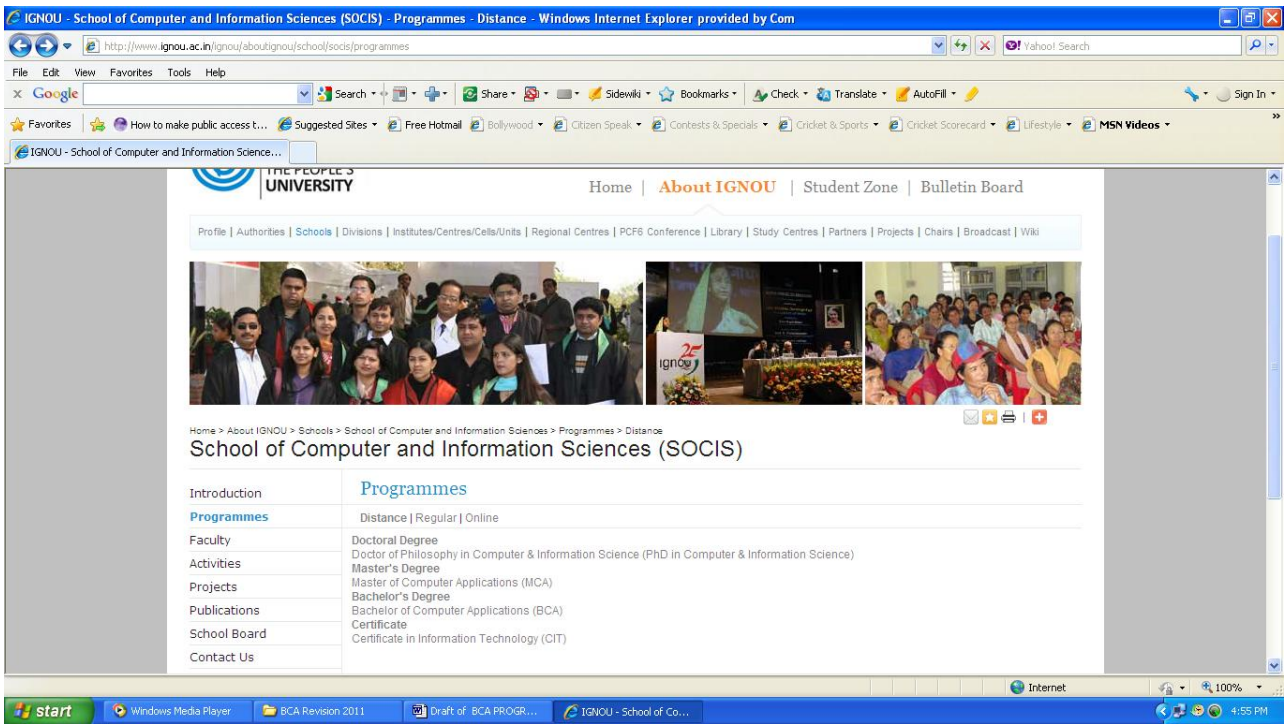 IGNOU - School of Computer and Information Sciences (SOCIS) - Programmes - Distance - Windows Internet Explorer provided by Com
http://www.ignou.ac.in/ignou/aboutignou/school/socis/programmes
Yahoo! Search
File Edit View Favorites Tools Help
x Google Search Share Sidewiki Bookmarks Check Translate AutoFill Sign In
Favorites How to make public access t... Suggested Sites Free Hotmail Bollywood Citizen Speak Contests & Specials Cricket & Sports Cricket Scorecard Lifestyle MSN Videos »
IGNOU - School of Computer and Information Science...
THE PEOPLE'S
UNIVERSITY
Home | About IGNOU | Student Zone | Bulletin Board
Profile | Authorities | Schools | Divisions | Institutes/Centres/Cells/Units | Regional Centres | PCF6 Conference | Library | Study Centres | Partners | Projects | Chairs | Broadcast | Wiki
25
ignou
Home > About IGNOU > Schools > School of Computer and Information Sciences > Programmes > Distance
School of Computer and Information Sciences (SOCIS)
Introduction
Programmes
Faculty
Activities
Projects
Publications
School Board
Contact Us
Programmes
Distance | Regular | Online
Doctoral Degree
Doctor of Philosophy in Computer & Information Science (PhD in Computer & Information Science)
Master's Degree
Master of Computer Applications (MCA)
Bachelor's Degree
Bachelor of Computer Applications (BCA)
Certificate
Certificate in Information Technology (CIT)
Internet 100%
start Windows Media Player BCA Revision 2011 Draft of BCA PROGR... IGNOU - School of Co... 4:55 PM